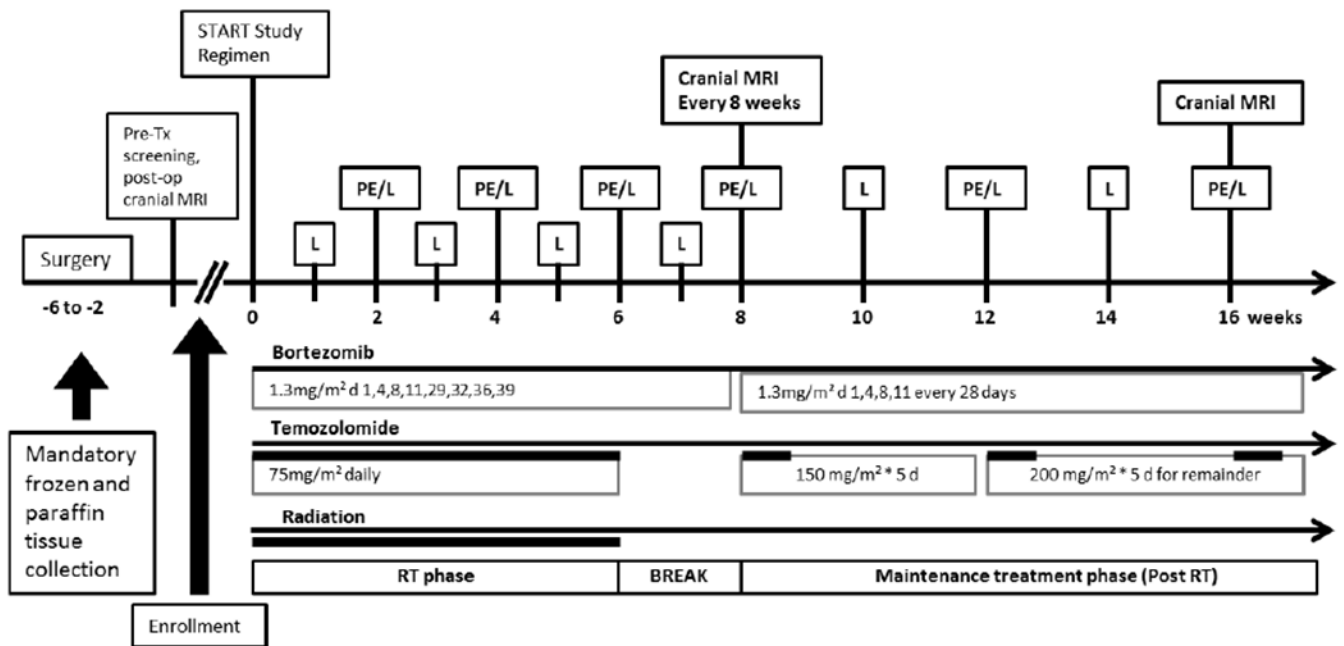 START Study
Regimen
Cranial MRI
Every 8 weeks
Cranial MRI
Pre-Tx
screening,
post-op
cranial MRI
PE/L
PE/L
PE/L
PE/L
L
PE/L
L
PE/L
L
L
L
L
Surgery
-6 to -2
0
2
4
6
8
10
12
14
16 weeks
Bortezomib
1.3mg/m² d 1,4,8,11,29,32,36,39
1.3mg/m² d 1,4,8,11 every 28 days
Temozolomide
75mg/m² daily
150 mg/m² * 5 d
200 mg/m² * 5 d for remainder
Radiation
RT phase
BREAK
Maintenance treatment phase (Post RT)
Mandatory
frozen and
paraffin
tissue
collection
Enrollment